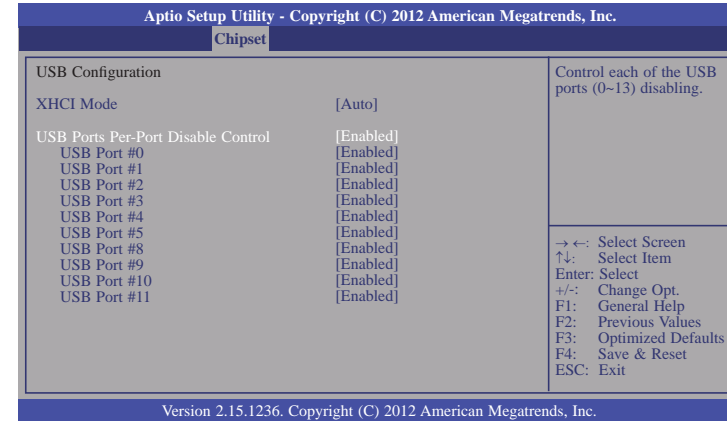 Aptio Setup Utility - Copyright (C) 2012 American Megatrends, Inc.
Chipset
USB Configuration
XHCI Mode [Auto]
USB Ports Per-Port Disable Control [Enabled]
USB Port #0 [Enabled]
USB Port #1 [Enabled]
USB Port #2 [Enabled]
USB Port #3 [Enabled]
USB Port #4 [Enabled]
USB Port #5 [Enabled]
USB Port #8 [Enabled]
USB Port #9 [Enabled]
USB Port #10 [Enabled]
USB Port #11 [Enabled]
Control each of the USB
ports (0~13) disabling.
→ ←: Select Screen
↑↓: Select Item
Enter: Select
+/-: Change Opt.
F1: General Help
F2: Previous Values
F3: Optimized Defaults
F4: Save & Reset
ESC: Exit
Version 2.15.1236. Copyright (C) 2012 American Megatrends, Inc.